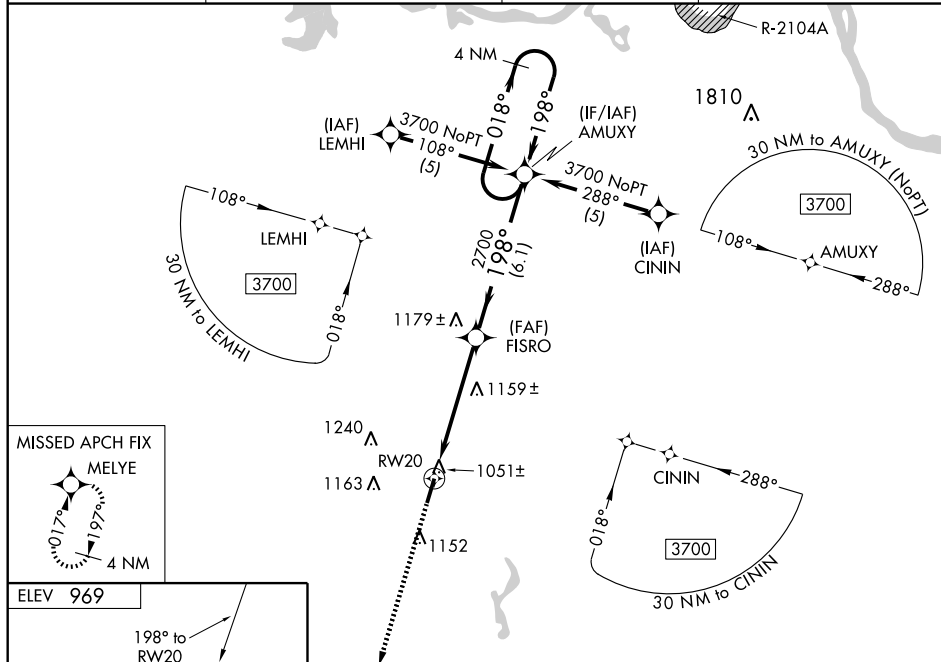 R-2104A
4 NM
018°
198°
1810
(IF/IAF)
AMUXY
(IAF)
LEMHI
3700 NoPT
108°
(5)
3700 NoPT
288°
(5)
(IAF)
CININ
30 NM to AMUXY (NoPT)
3700
108°
AMUXY
288°
108°
LEMHI
3700
018°
30 NM to LEMHI
2700
198°
(6.1)
1179±
(FAF)
FISRO
1159±
1240
RW20
1051±
1163
1152
CININ
288°
018°
3700
30 NM to CININ
MISSED APCH FIX
MELYE
017°
197°
4 NM
ELEV 969
198° to
RW20